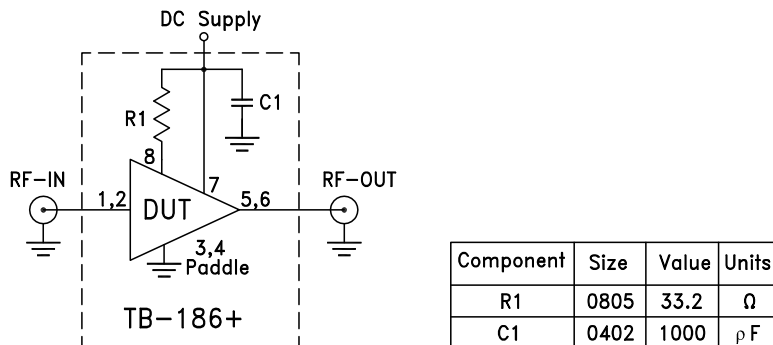 DC Supply
R1
C1
8
7
RF-IN
RF-OUT
1,2
DUT
5,6
3,4
Paddle
TB-186+
Component Size Value Units
R1 0805 33.2 Ω
C1 0402 1000 ρF